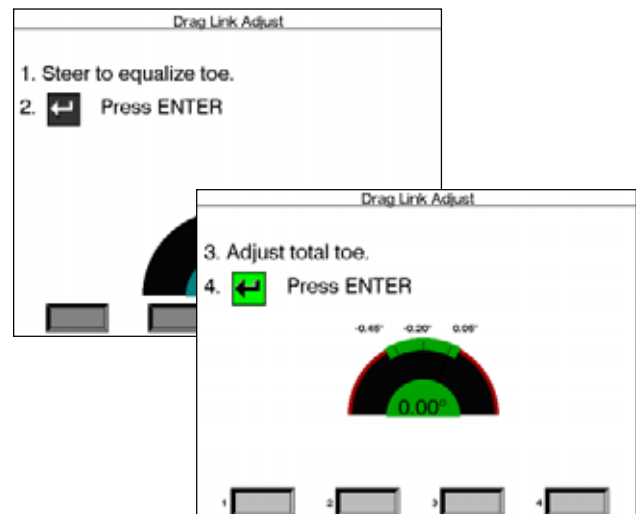 Drag Link Adjust
1. Steer to equalize toe.
2. Press ENTER
Drag Link Adjust
3. Adjust total toe.
4. Press ENTER
-0.45° -0.20° 0.05°
0.00°
1 2 3 4